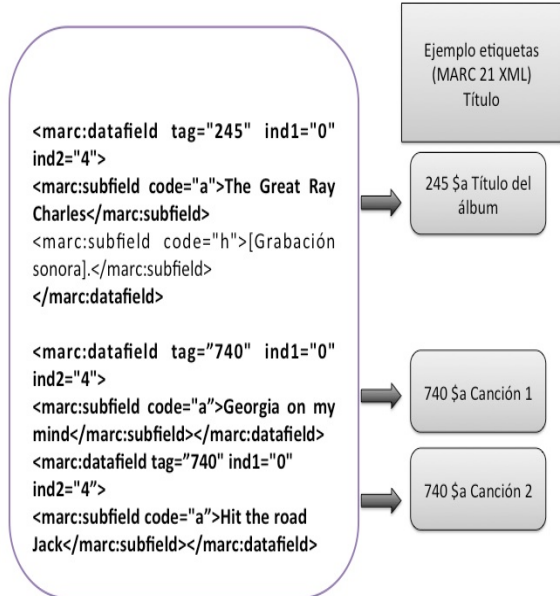 Ejemplo etiquetas
(MARC 21 XML)
Título
<marc:datafield tag="245" ind1="0"
ind2="4">
<marc:subfield code="a">The Great Ray
Charles</marc:subfield>
<marc:subfield code="h">[Grabación
sonora].</marc:subfield>
</marc:datafield>
245 $a Título del
álbum
<marc:datafield tag=”740" ind1="0"
ind2="4">
<marc:subfield code="a”>Georgia on my
mind</marc:subfield></marc:datafield>
740 $a Canción 1
<marc:datafield tag=”740" ind1="0"
ind2="4”>
<marc:subfield code="a”>Hit the road
Jack</marc:subfield></marc:datafield>
740 $a Canción 2